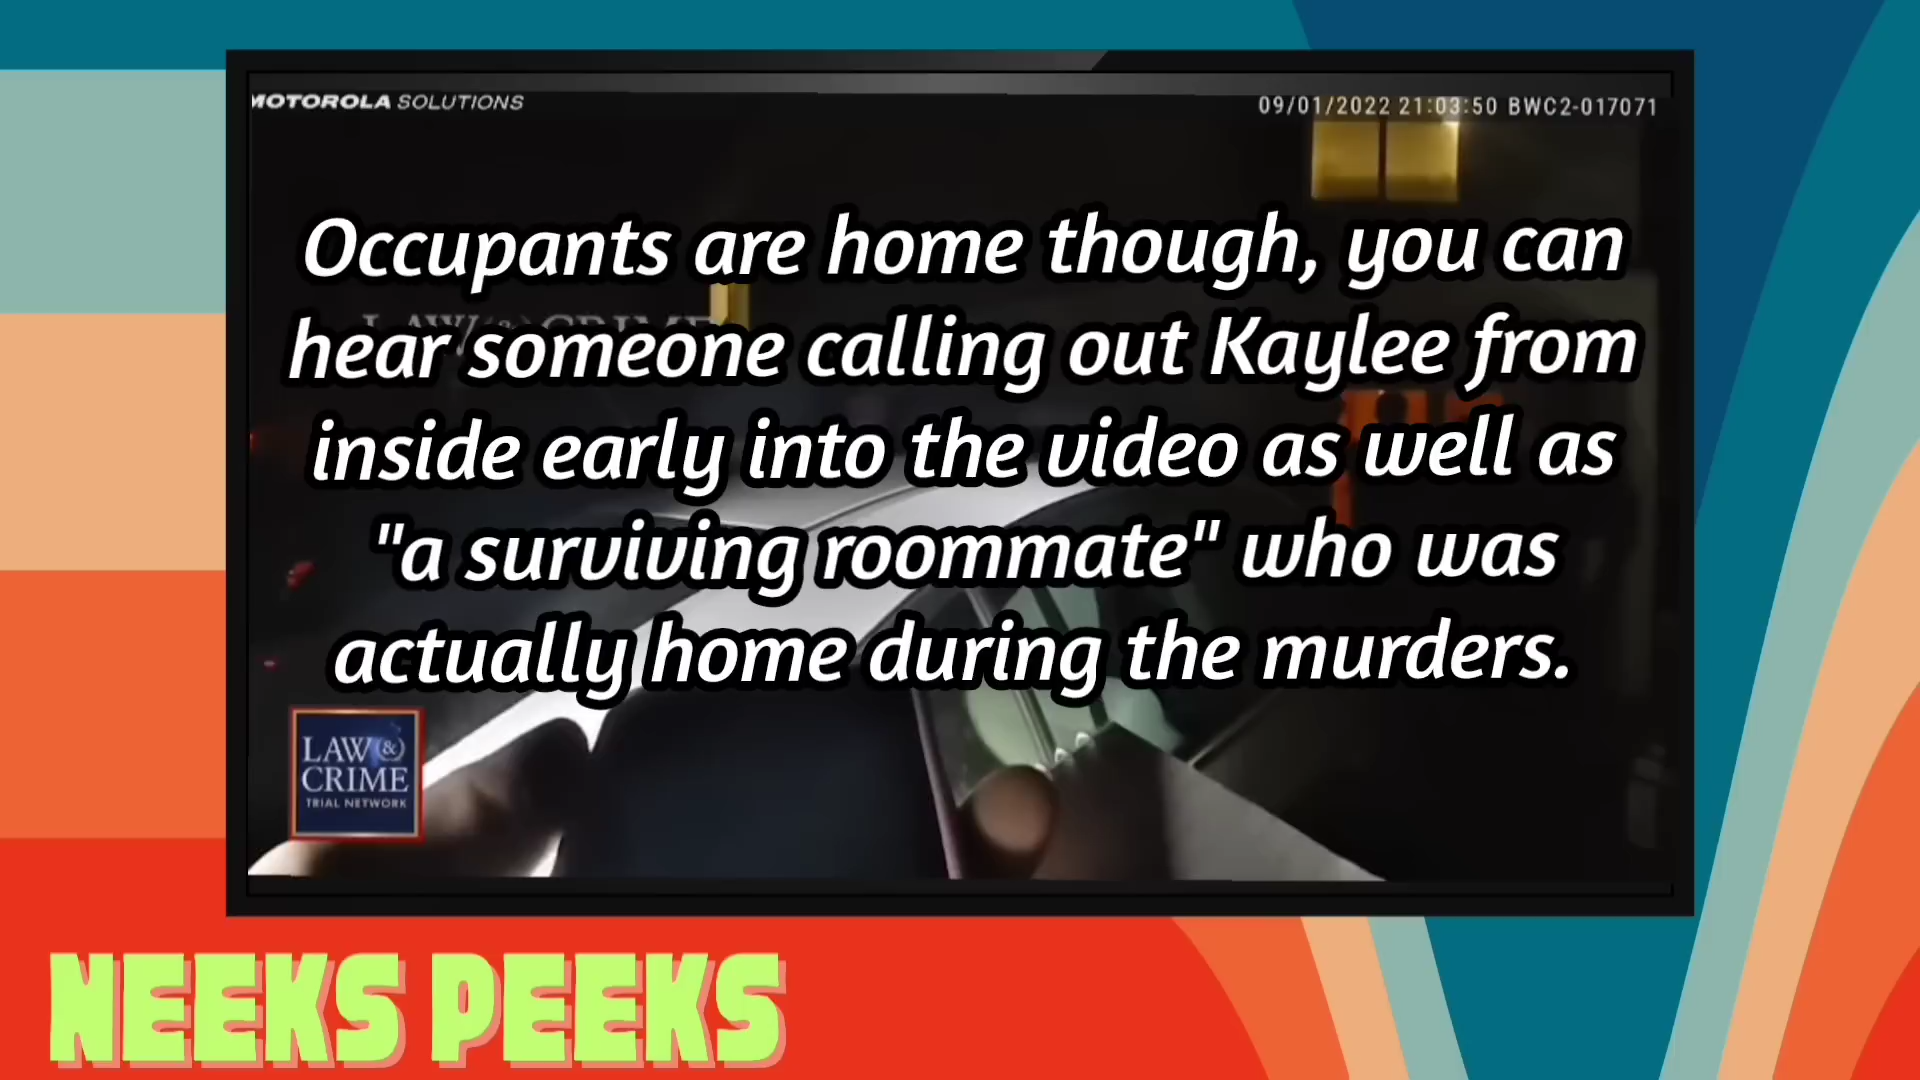 MOTOROLA SOLUTIONS
09/01/2022 21:03:50 BWC2-017071
Occupants are home though, you can
LAW (&) CRIME
hear someone calling out Kaylee from
inside early into the video as well as
"a surviving roommate" who was
actually home during the murders.
LAW (&)
CRIME
TRIAL NETWORK
NEEKS PEEKS